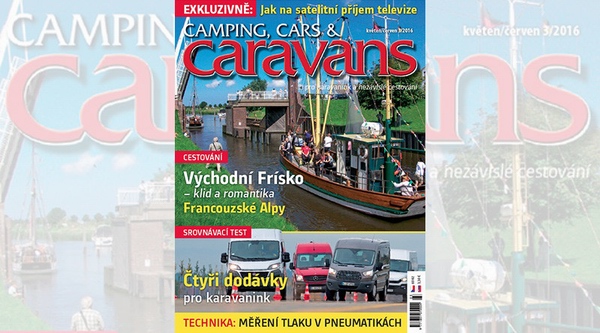 EXKLUZIVNĚ: Jak na satelitní příjem televize
CAMPING, CARS &
caravans
květen/červen 3/2016
pro karavaning a nezávislé cestování
CESTOVÁNÍ
Východní Frísko
– klid a romantika
Francouzské Alpy
SROVNÁVACÍ TEST
Čtyři dodávky
pro karavanink
TECHNIKA: MĚŘENÍ TLAKU V PNEUMATIKÁCH